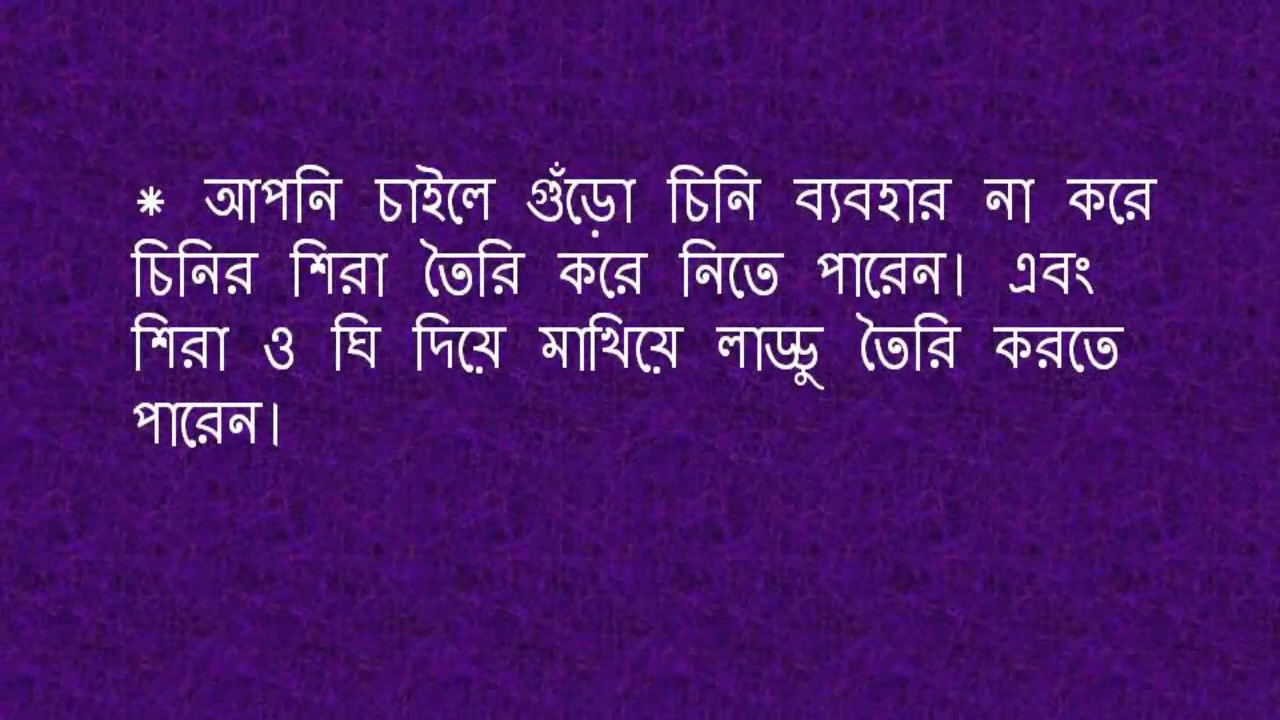 * আপনি চাইলে গুঁড়ো চিনি ব্যবহার না করে
চিনির শিরা তৈরি করে নিতে পারেন। এবং
শিরা ও ঘি দিয়ে মাখিয়ে লাড্ডু তৈরি করতে
পারেন।